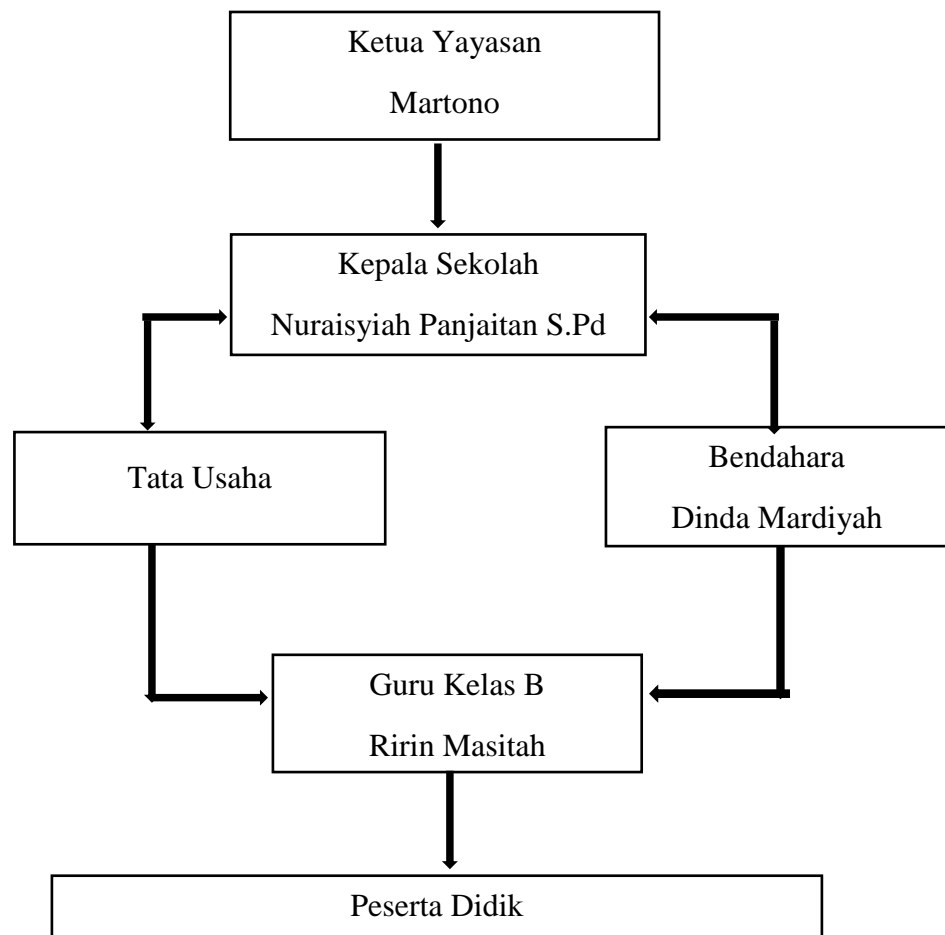 Ketua Yayasan
Martono
Kepala Sekolah
Nuraisyiah Panjaitan S.Pd
Tata Usaha
Bendahara
Dinda Mardiyah
Guru Kelas B
Ririn Masitah
Peserta Didik